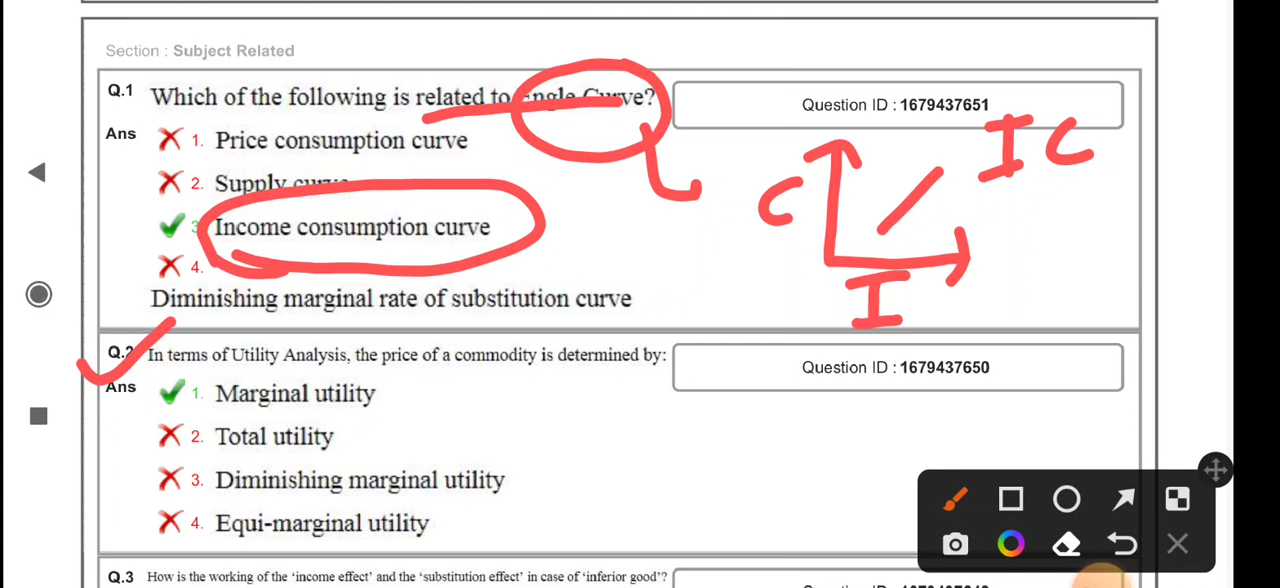 Section : Subject Related
Q.1 Which of the following is related to Engle Curve?
Question ID : 1679437651
Ans 1. Price consumption curve
2. Supply curve
3. Income consumption curve
4.
Diminishing marginal rate of substitution curve
IC
C
I
Q.2 In terms of Utility Analysis, the price of a commodity is determined by:
Question ID : 1679437650
Ans 1. Marginal utility
2. Total utility
3. Diminishing marginal utility
4. Equi-marginal utility
Q.3 How is the working of the ‘income effect’ and the ‘substitution effect’ in case of ‘inferior good’?